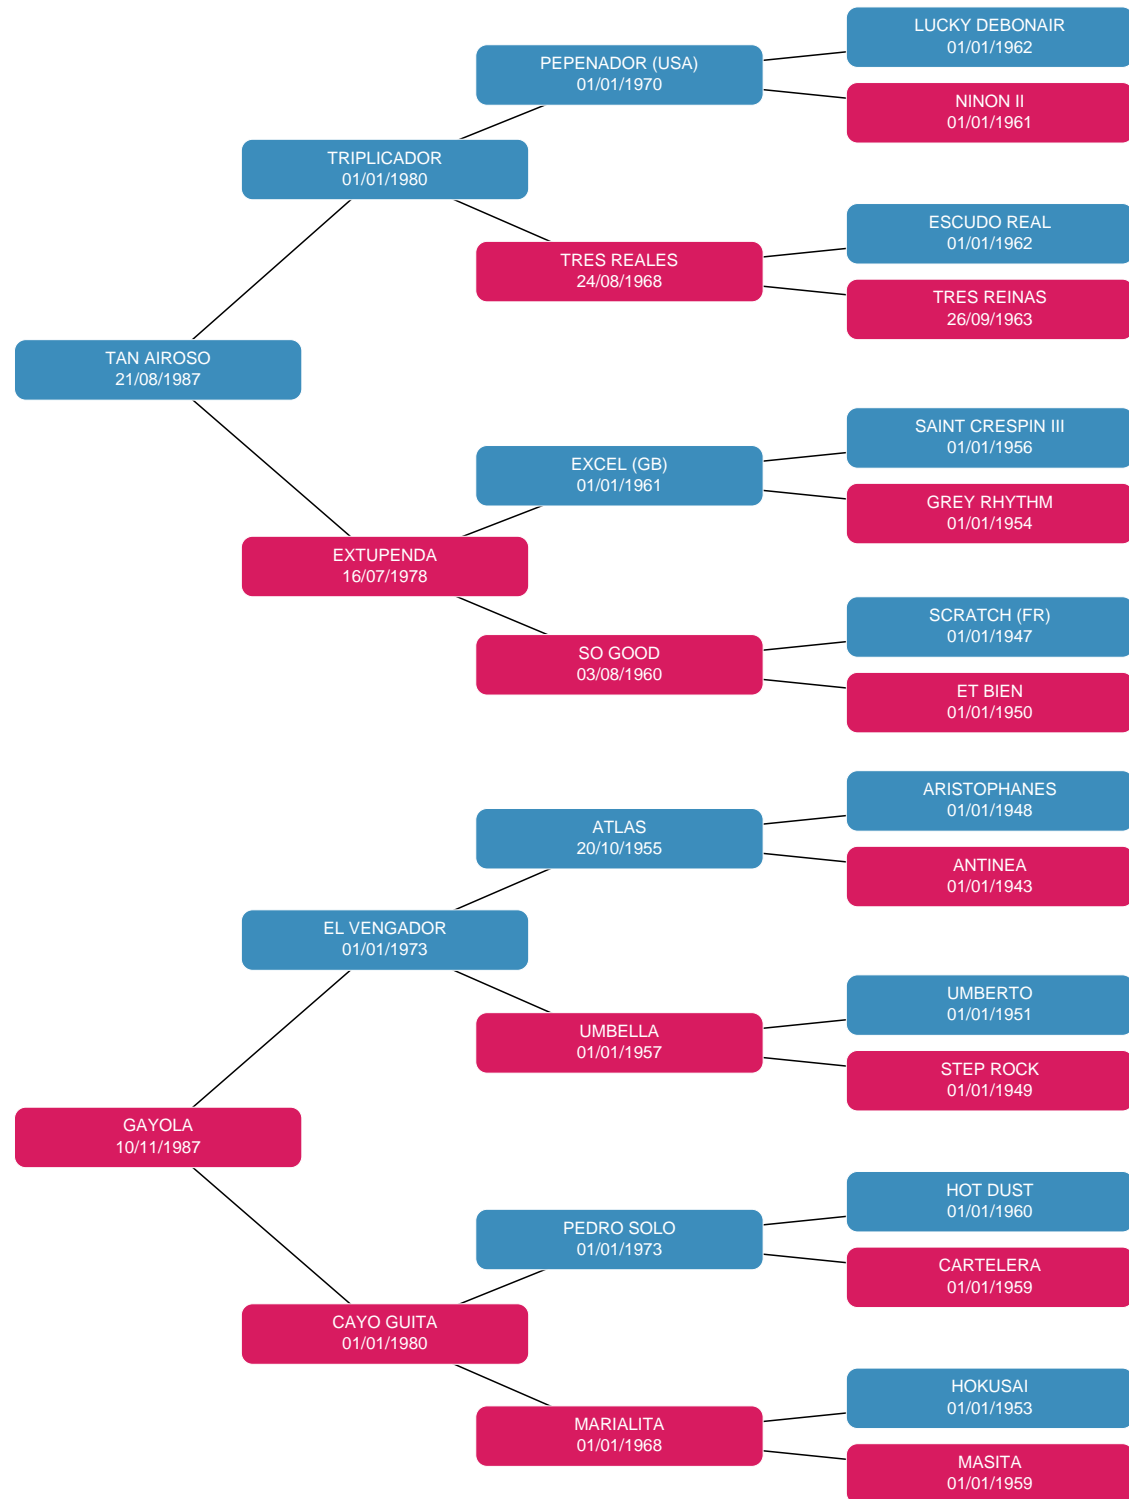 LUCKY DEBONAIR
01/01/1962
PEPENADOR (USA)
01/01/1970
NINON II
01/01/1961
TRIPLICADOR
01/01/1980
ESCUDO REAL
01/01/1962
TRES REALES
24/08/1968
TRES REINAS
26/09/1963
TAN AIROSO
21/08/1987
SAINT CRESPIN III
01/01/1956
EXCEL (GB)
01/01/1961
GREY RHYTHM
01/01/1954
EXTUPENDA
16/07/1978
SCRATCH (FR)
01/01/1947
SO GOOD
03/08/1960
ET BIEN
01/01/1950
ARISTOPHANES
01/01/1948
ATLAS
20/10/1955
ANTINEA
01/01/1943
EL VENGADOR
01/01/1973
UMBERTO
01/01/1951
UMBELLA
01/01/1957
STEP ROCK
01/01/1949
GAYOLA
10/11/1987
HOT DUST
01/01/1960
PEDRO SOLO
01/01/1973
CARTELERA
01/01/1959
CAYO GUITA
01/01/1980
HOKUSAI
01/01/1953
MARIALITA
01/01/1968
MASITA
01/01/1959